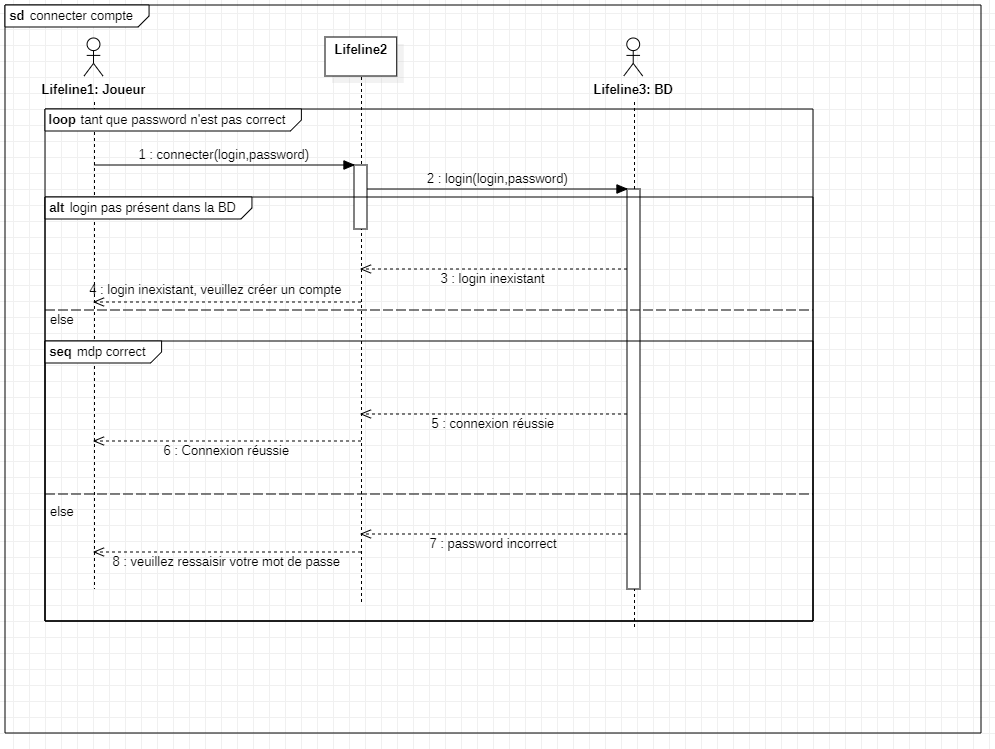 sd connecter compte
Lifeline2
Lifeline1: Joueur
Lifeline3: BD
loop tant que password n'est pas correct
1 : connecter(login,password)
2 : login(login,password)
alt login pas présent dans la BD
3 : login inexistant
4 : login inexistant, veuillez créer un compte
else
seq mdp correct
5 : connexion réussie
6 : Connexion réussie
else
7 : password incorrect
8 : veuillez ressaisir votre mot de passe